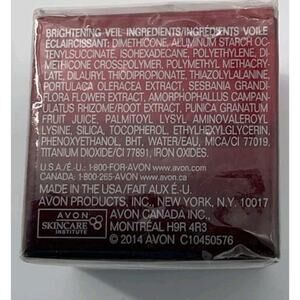 BRIGHTENING VEIL INGREDIENTS/INGRÉDIENTS VOILE
ÉCLAIRCISSANT: DIMETHICONE, ALUMINUM STARCH OC-
TENYLSUCCINATE, ISOHEXADECANE, POLYETHYLENE, DI-
METHICONE CROSSPOLYMER, POLYMETHYL METHACRY-
LATE, DILAURYL THIODIPROPIONATE, THIAZOLYLALANINE,
PORTULACA OLERACEA EXTRACT, SESBANIA GRANDI-
FLORA FLOWER EXTRACT, AMORPHOPHALLUS CAMPAN-
ULATUS RHIZOME/ROOT EXTRACT, PUNICA GRANATUM
FRUIT JUICE, PALMITOYL LYSYL AMINOVALEROYL
LYSINE, SILICA, TOCOPHEROL, ETHYLHEXYLGLYCERIN,
PHENOXYETHANOL, BHT, WATER/EAU, MICA/CI 77019,
TITANIUM DIOXIDE/CI 77891, IRON OXIDES.
U.S.A./É-U.: 1-800-FOR-AVON www.avon.com
CANADA: 1-800-265-AVON www.avon.ca
MADE IN THE USA/FAIT AUX É.-U.
AVON PRODUCTS, INC., NEW YORK, N.Y. 10017
AVON CANADA INC.,
MONTRÉAL H9R 4R3
AVON
SKINCARE
INSTITUTE
© 2014 AVON C10450576